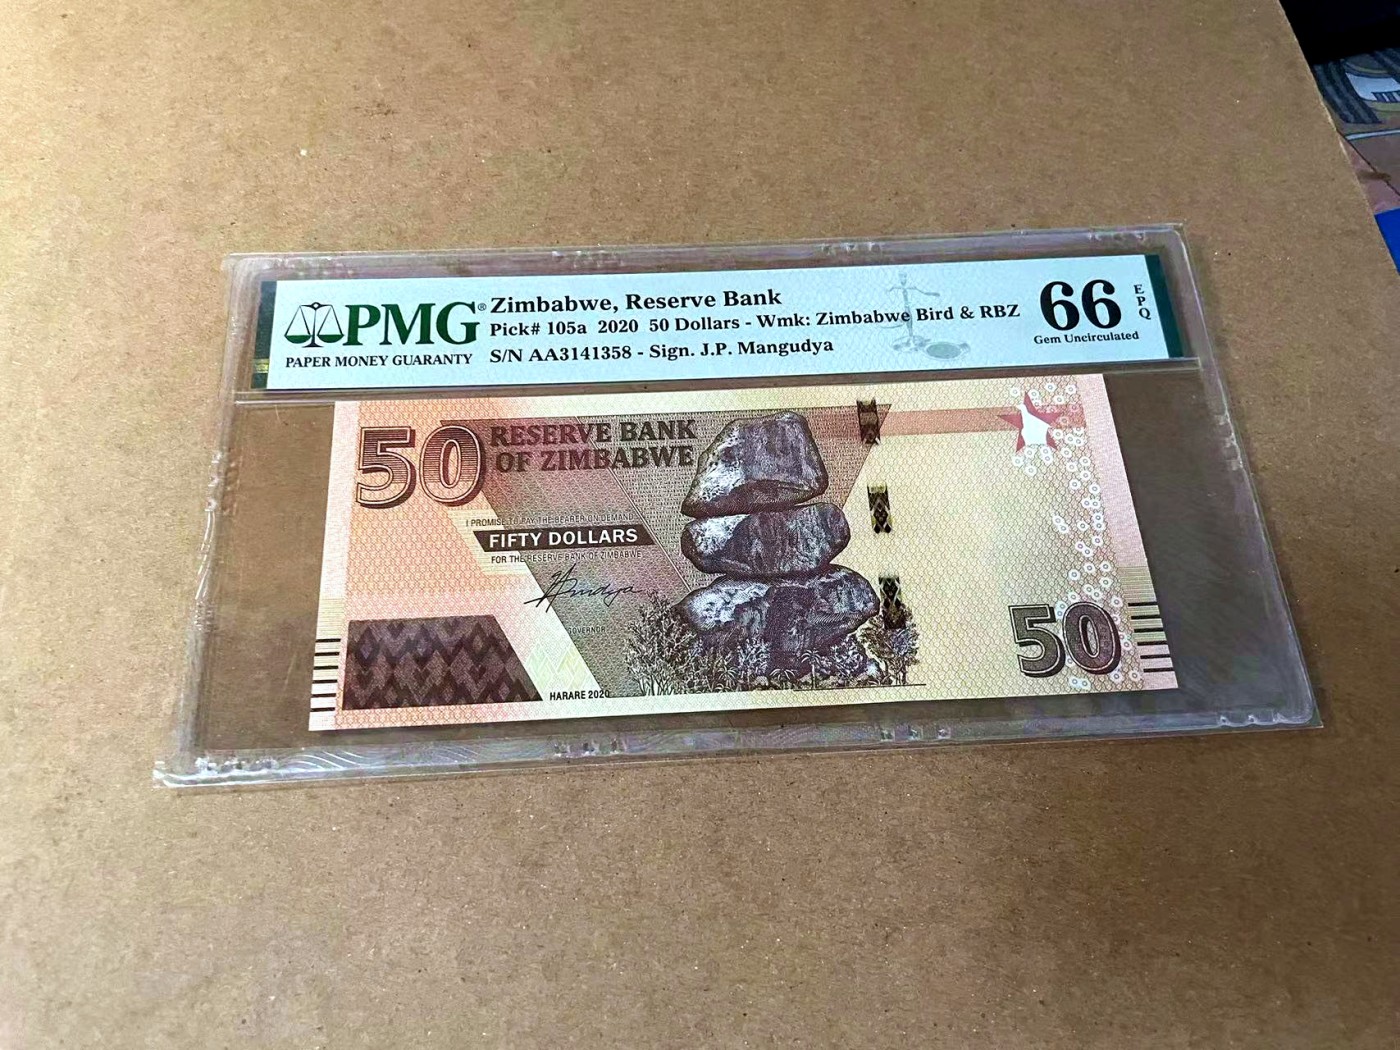 PMG®
PAPER MONEY GUARANTY
Zimbabwe, Reserve Bank
Pick# 105a 2020 50 Dollars - Wmk: Zimbabwe Bird & RBZ
S/N AA3141358 - Sign. J.P. Mangudya
66
EPQ
Gem Uncirculated
50
RESERVE BANK
OF ZIMBABWE
I PROMISE TO PAY THE BEARER ON DEMAND
FIFTY DOLLARS
FOR THE RESERVE BANK OF ZIMBABWE
GOVERNOR
HARARE 2020
50